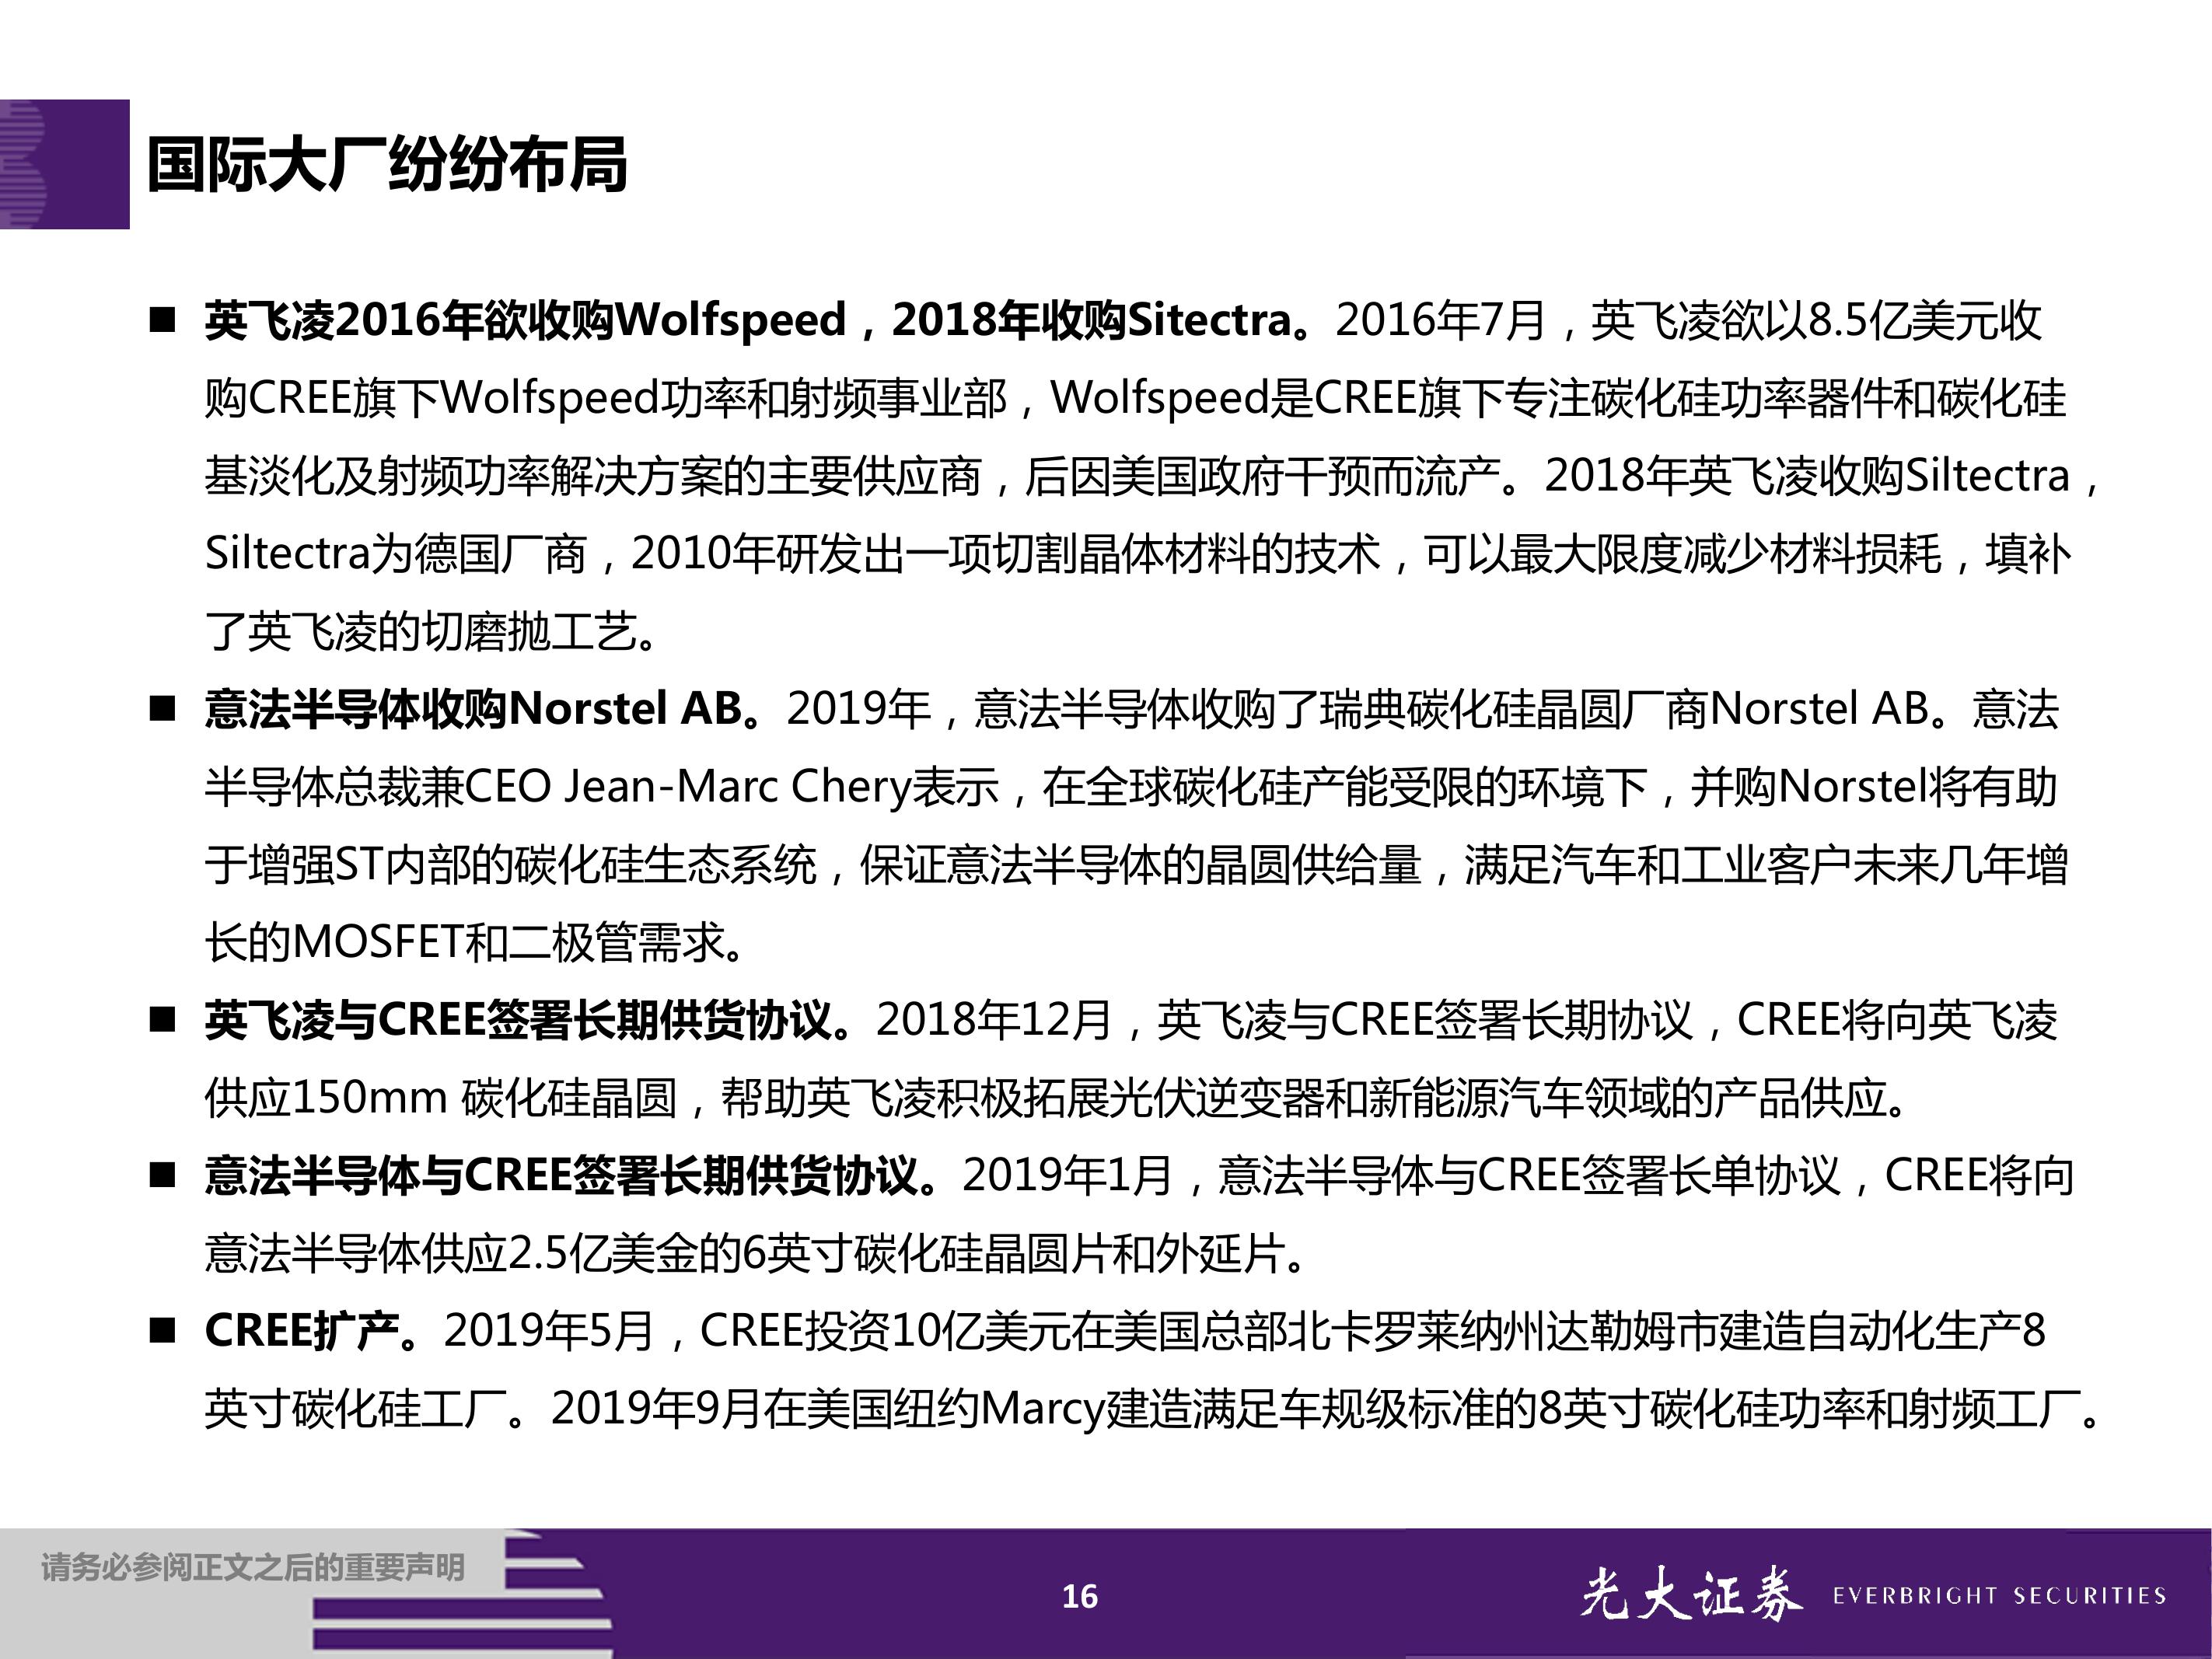 国际大厂纷纷布局
■ 英飞凌2016年欲收购Wolfspeed，2018年收购Sitectra。2016年7月，英飞凌欲以8.5亿美元收
购CREE旗下Wolfspeed功率和射频事业部，Wolfspeed是CREE旗下专注碳化硅功率器件和碳化硅
基淡化及射频功率解决方案的主要供应商，后因美国政府干预而流产。2018年英飞凌收购Siltectra，
Siltectra为德国厂商，2010年研发出一项切割晶体材料的技术，可以最大限度减少材料损耗，填补
了英飞凌的切磨抛工艺。
■ 意法半导体收购Norstel AB。2019年，意法半导体收购了瑞典碳化硅晶圆厂商Norstel AB。意法
半导体总裁兼CEO Jean-Marc Chery表示，在全球碳化硅产能受限的环境下，并购Norstel将有助
于增强ST内部的碳化硅生态系统，保证意法半导体的晶圆供给量，满足汽车和工业客户未来几年增
长的MOSFET和二极管需求。
■ 英飞凌与CREE签署长期供货协议。2018年12月，英飞凌与CREE签署长期协议，CREE将向英飞凌
供应150mm 碳化硅晶圆，帮助英飞凌积极拓展光伏逆变器和新能源汽车领域的产品供应。
■ 意法半导体与CREE签署长期供货协议。2019年1月，意法半导体与CREE签署长单协议，CREE将向
意法半导体供应2.5亿美金的6英寸碳化硅晶圆片和外延片。
■ CREE扩产。2019年5月，CREE投资10亿美元在美国总部北卡罗莱纳州达勒姆市建造自动化生产8
英寸碳化硅工厂。2019年9月在美国纽约Marcy建造满足车规级标准的8英寸碳化硅功率和射频工厂。
请务必参阅正文之后的重要声明
16
光大证券 EVERBRIGHT SECURITIES